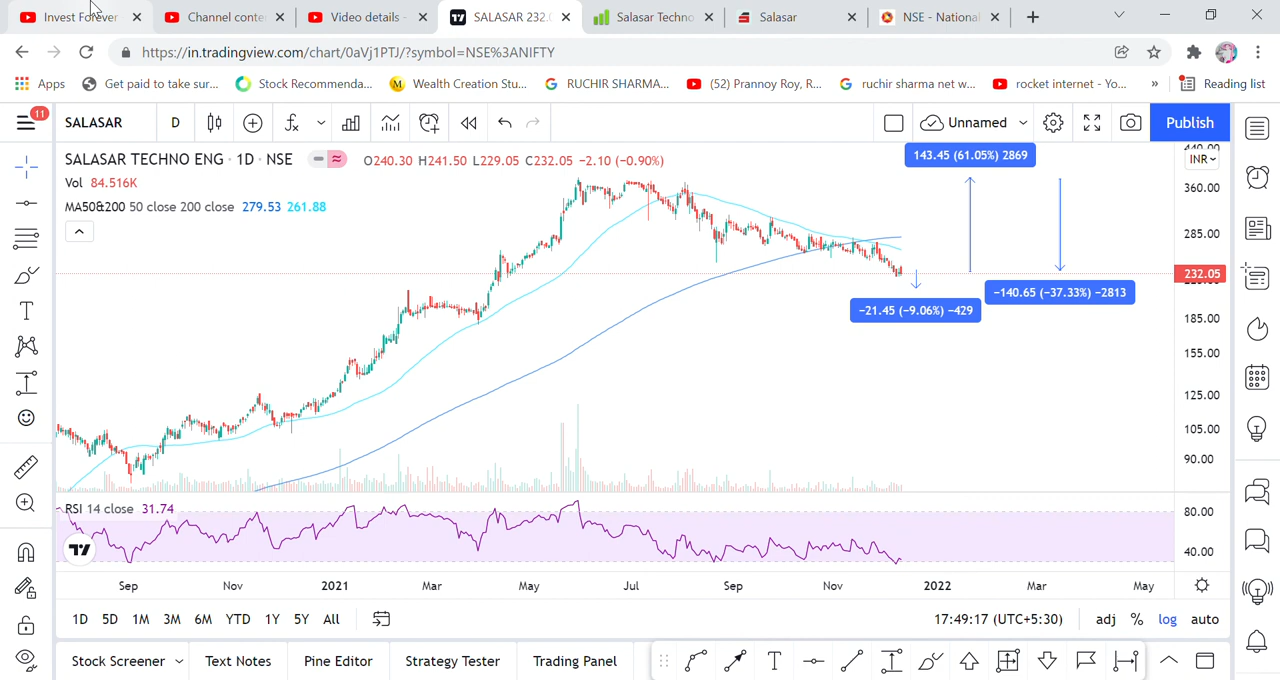 Invest Forever
Channel conte
Video details -
SALASAR 232.
Salasar Techno
Salasar
NSE - National
https://in.tradingview.com/chart/0aVj1PTJ/?symbol=NSE%3ANIFTY
Apps
Get paid to take sur...
Stock Recommenda...
Wealth Creation Stu...
RUCHIR SHARMA...
(52) Prannoy Roy, R...
ruchir sharma net w...
rocket internet - Yo...
»
Reading list
11
SALASAR
D
Unnamed
Publish
SALASAR TECHNO ENG · 1D · NSE
O240.30 H241.50 L229.05 C232.05 −2.10 (−0.90%)
Vol 84.516K
MA50&200 50 close 200 close 279.53 261.88
143.45 (61.05%) 2869
INR
360.00
285.00
232.05
−140.65 (−37.33%) −2813
−21.45 (−9.06%) −429
185.00
155.00
125.00
105.00
90.00
RSI 14 close 31.74
80.00
40.00
Sep
Nov
2021
Mar
May
Jul
Sep
Nov
2022
Mar
May
1D
5D
1M
3M
6M
YTD
1Y
5Y
All
17:49:17 (UTC+5:30)
adj
%
log
auto
Stock Screener
Text Notes
Pine Editor
Strategy Tester
Trading Panel